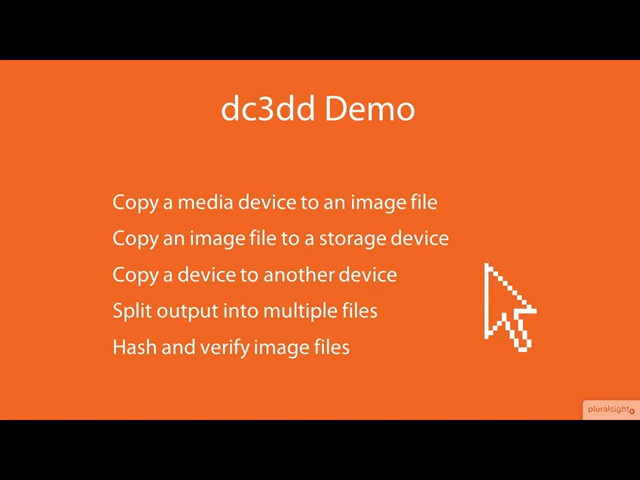 dc3dd Demo
Copy a media device to an image file
Copy an image file to a storage device
Copy a device to another device
Split output into multiple files
Hash and verify image files
pluralsight